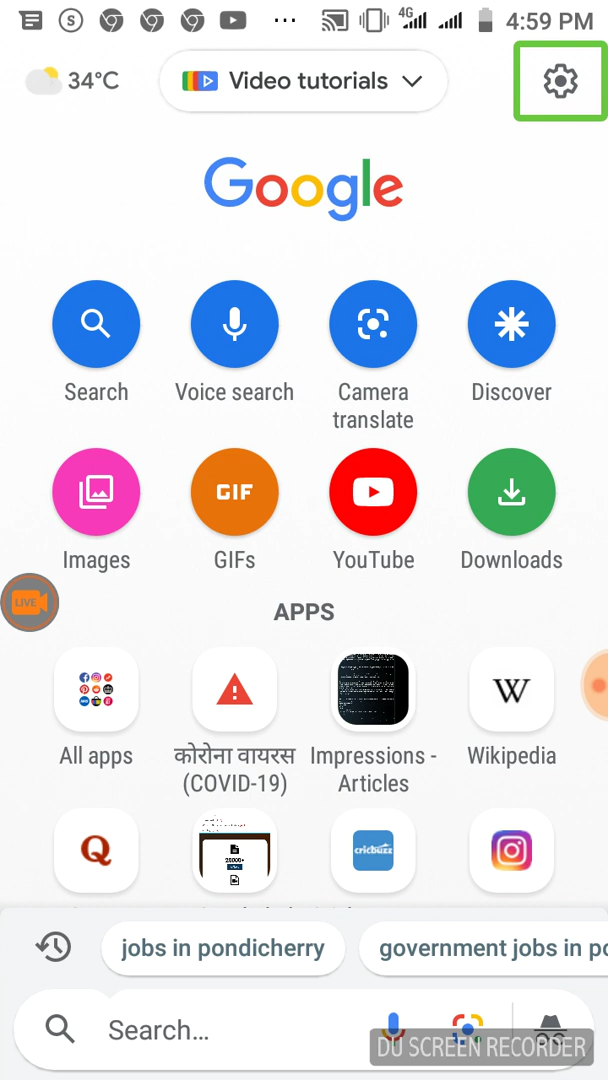 4G
4:59 PM
34°C
Video tutorials
Google
Search
Voice search
Camera
translate
Discover
GIF
Images
GIFs
YouTube
Downloads
LIVE
APPS
W
All apps
कोरोना वायरस
(COVID-19)
Impressions -
Articles
Wikipedia
Q
20000+
cricbuzz
jobs in pondicherry
government jobs in po
Search...
DU SCREEN RECORDER